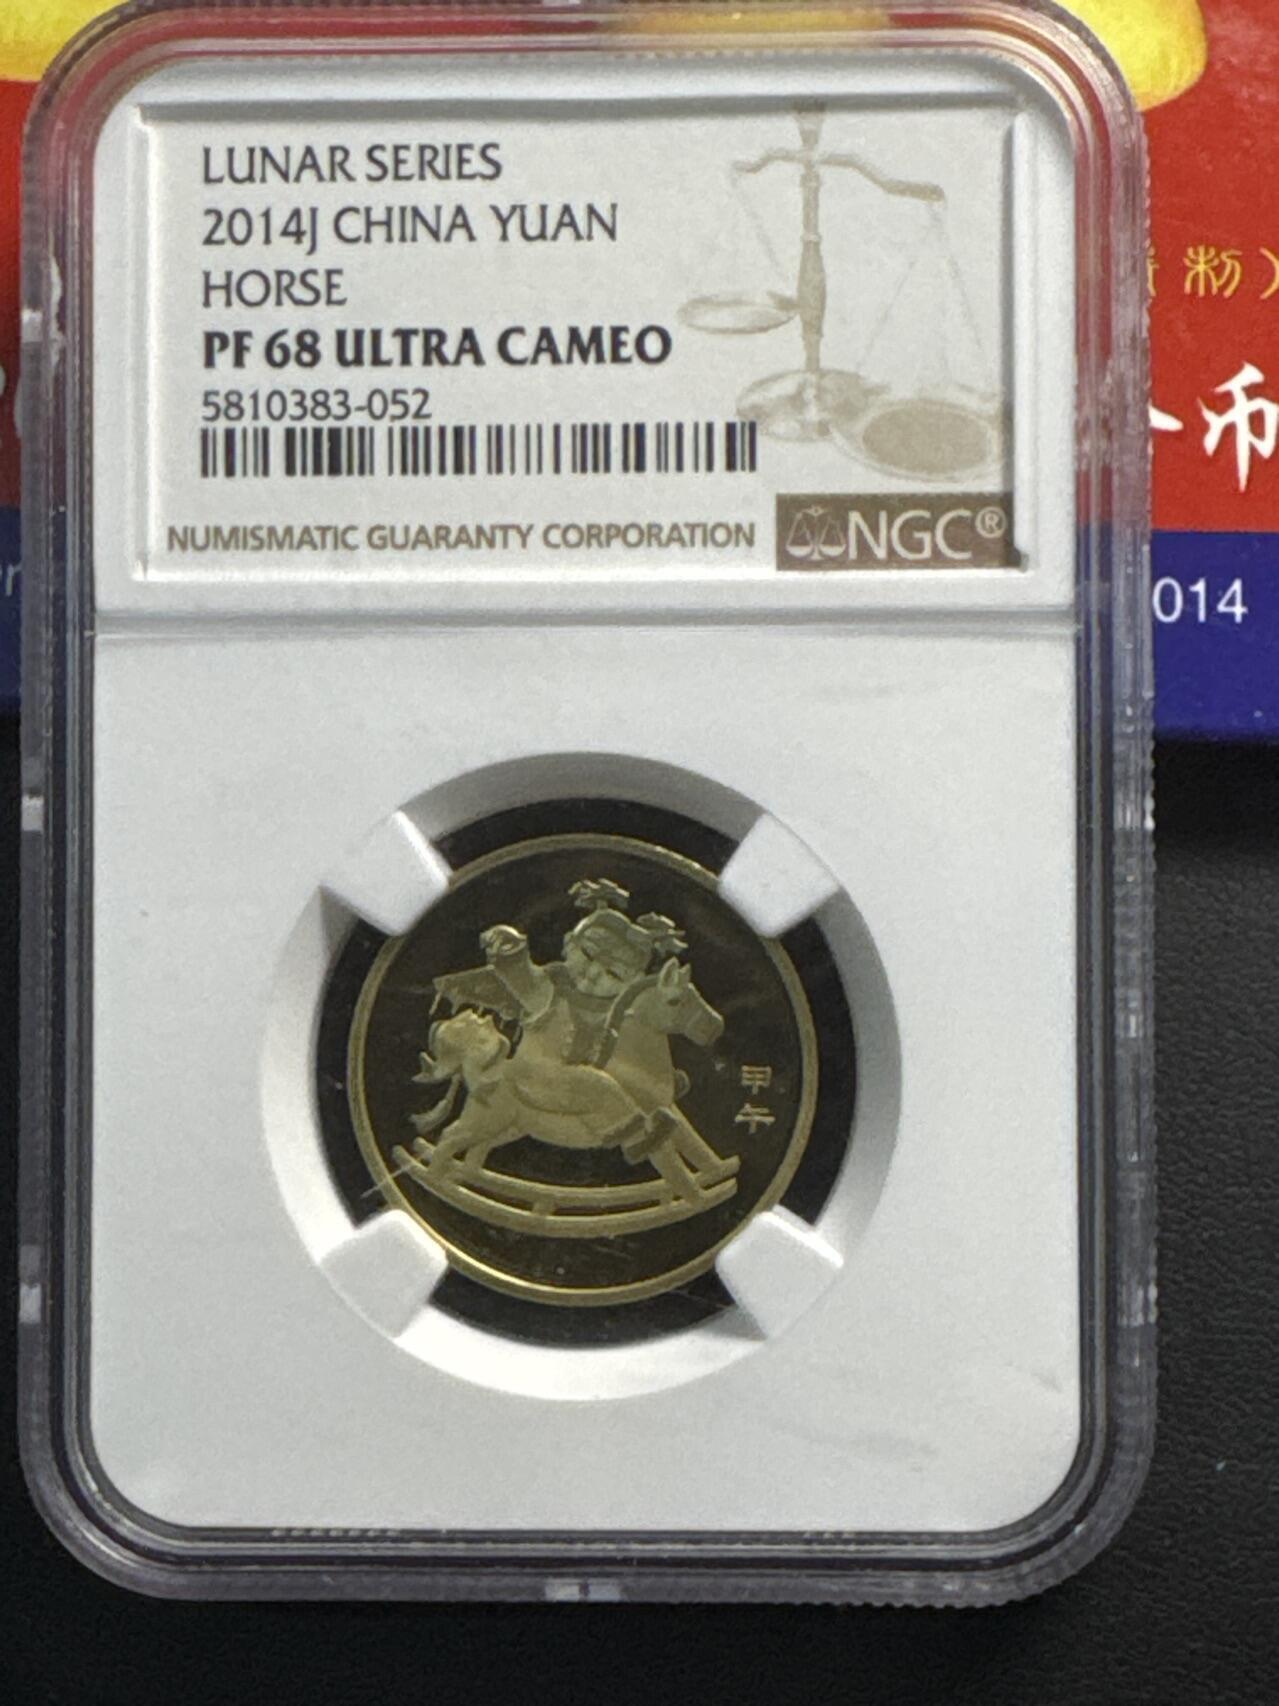 LUNAR SERIES
2014J CHINA YUAN
HORSE
PF 68 ULTRA CAMEO
5810383-052
NUMISMATIC GUARANTY CORPORATION
NGC®
币
014
甲
午